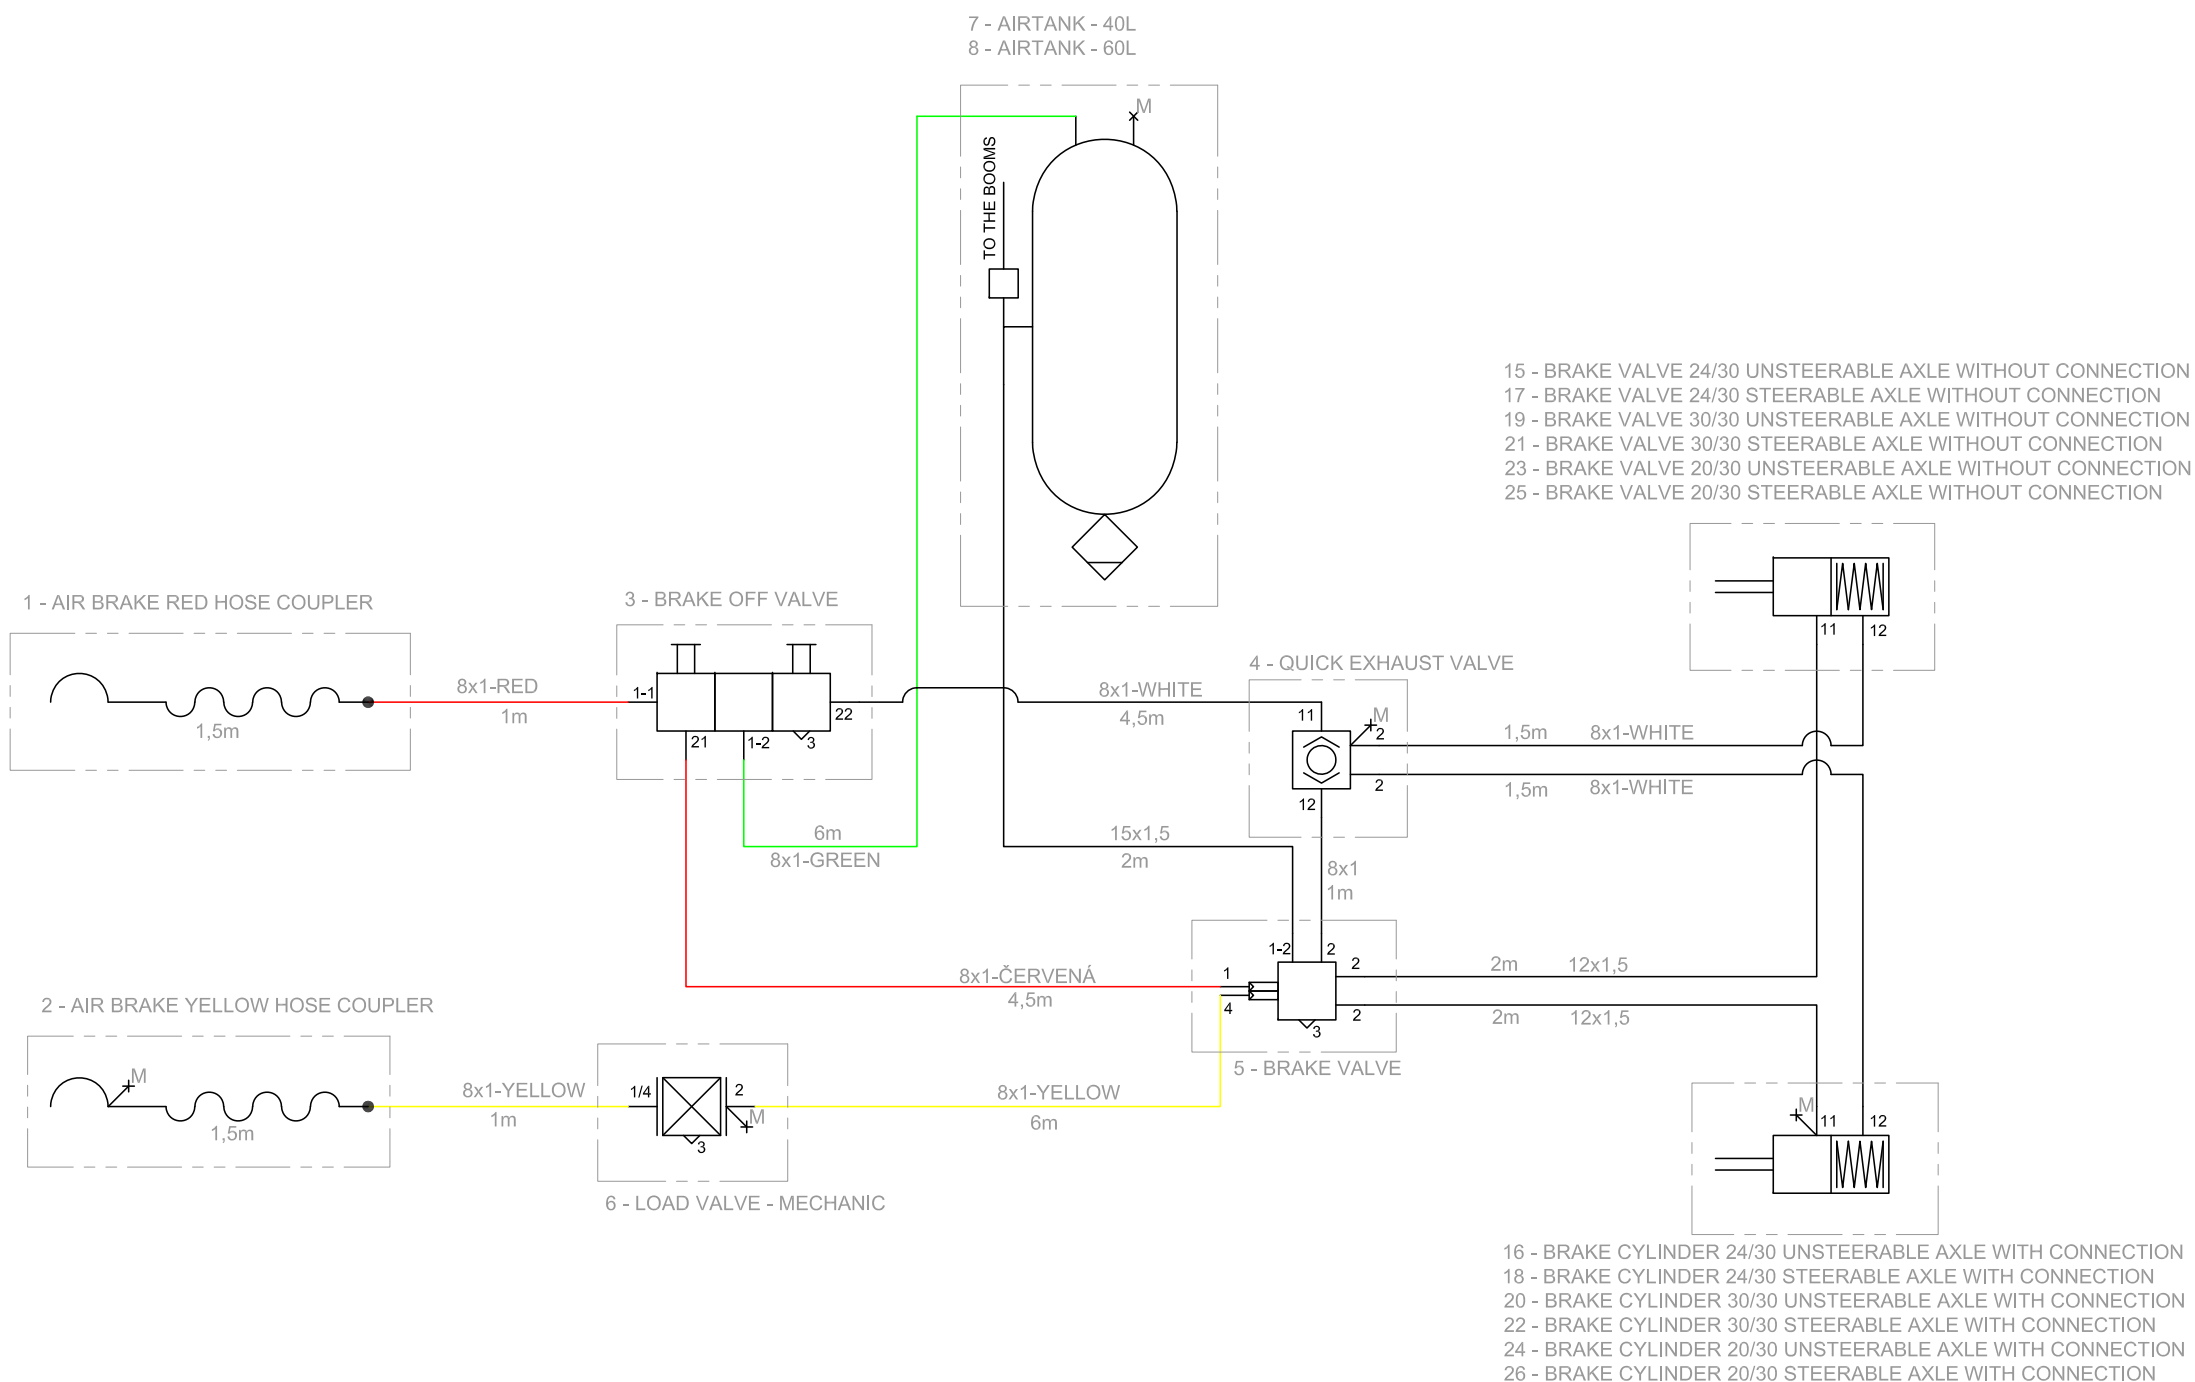 7 - AIRTANK - 40L
8 - AIRTANK - 60L
M
TO THE BOOMS
15 - BRAKE VALVE 24/30 UNSTEERABLE AXLE WITHOUT CONNECTION
17 - BRAKE VALVE 24/30 STEERABLE AXLE WITHOUT CONNECTION
19 - BRAKE VALVE 30/30 UNSTEERABLE AXLE WITHOUT CONNECTION
21 - BRAKE VALVE 30/30 STEERABLE AXLE WITHOUT CONNECTION
23 - BRAKE VALVE 20/30 UNSTEERABLE AXLE WITHOUT CONNECTION
25 - BRAKE VALVE 20/30 STEERABLE AXLE WITHOUT CONNECTION
11
12
1 - AIR BRAKE RED HOSE COUPLER
1,5m
8x1-RED
1m
3 - BRAKE OFF VALVE
1-1
22
21
1-2
3
6m
8x1-GREEN
8x1-WHITE
4,5m
4 - QUICK EXHAUST VALVE
11
M
2
2
12
1,5m
8x1-WHITE
1,5m
8x1-WHITE
15x1,5
2m
8x1
1m
8x1-ČERVENÁ
4,5m
1-2
2
1
4
2
2
3
5 - BRAKE VALVE
2m
12x1,5
2m
12x1,5
2 - AIR BRAKE YELLOW HOSE COUPLER
M
1,5m
8x1-YELLOW
1m
1/4
2
M
3
6 - LOAD VALVE - MECHANIC
8x1-YELLOW
6m
M
11
12
16 - BRAKE CYLINDER 24/30 UNSTEERABLE AXLE WITH CONNECTION
18 - BRAKE CYLINDER 24/30 STEERABLE AXLE WITH CONNECTION
20 - BRAKE CYLINDER 30/30 UNSTEERABLE AXLE WITH CONNECTION
22 - BRAKE CYLINDER 30/30 STEERABLE AXLE WITH CONNECTION
24 - BRAKE CYLINDER 20/30 UNSTEERABLE AXLE WITH CONNECTION
26 - BRAKE CYLINDER 20/30 STEERABLE AXLE WITH CONNECTION